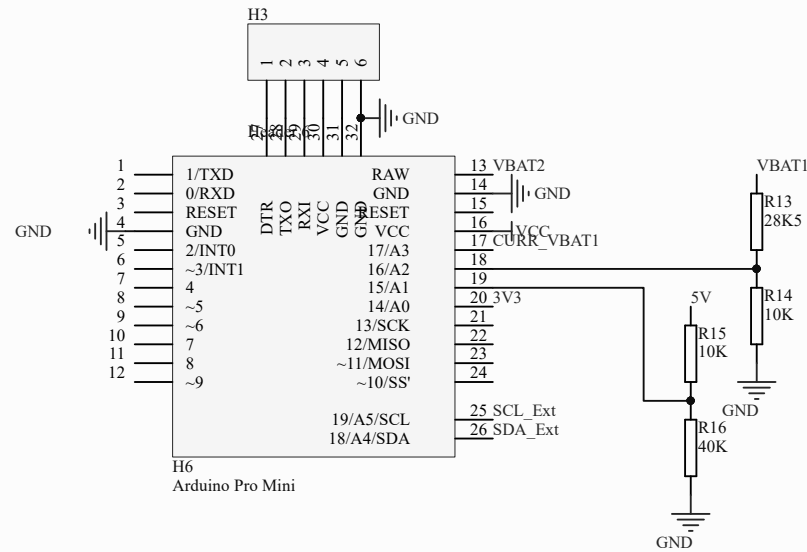 H3
1 2 3 4 5 6
GND
Header 6
27 28 29 30 31 32
1 1/TXD RAW 13 VBAT2
2 0/RXD GND 14 GND
3 RESET RESET 15
GND 4 GND VCC 16 VCC
5 2/INT0 17/A3 17 CURR_VBAT1
6 ~3/INT1 16/A2 18
7 4 15/A1 19
8 ~5 14/A0 20 3V3
9 ~6 13/SCK 21
10 7 12/MISO 22
11 8 ~11/MOSI 23
12 ~9 ~10/SS' 24
DTR TXO RXI VCC GND GND
19/A5/SCL 25 SCL_Ext
18/A4/SDA 26 SDA_Ext
H6
Arduino Pro Mini
VBAT1
R13
28K5
R14
10K
GND
5V
R15
10K
R16
40K
GND